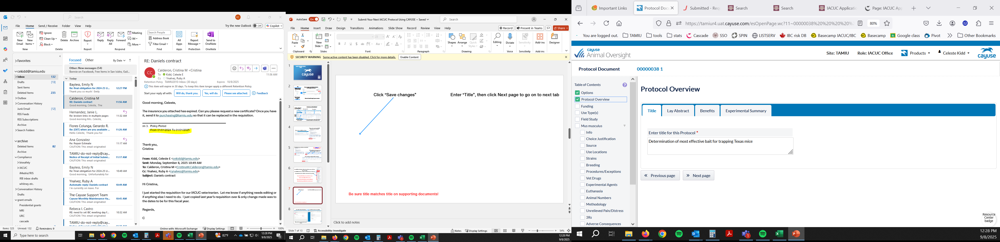 Search
KC
File Home Send / Receive Folder View Help
Try the new Outlook Off Copilot
New Email
New Items
Ignore
Clean Up
Block
Delete
Archive
Report
Reply
Reply All
Forward
Meeting
IM
More
Search People
Address Book
Filter Email
All Apps
Report Message
Send to OneNote
New Delete Report Respond Find Apps Protection OneNote
Favorites
cekidd@tamiu.edu
Inbox 132
Drafts [13]
Sent Items
Deleted Items 235
Outbox
Conversation History
Junk Email [12]
RSS Feeds
RSS Subscriptions
Archive
Search Folders
archive
Deleted Items 82
Archive
Compliance
biosafety
IACUC
iMedris/IRIS
IRB inbox drafts
whitney etc.
Conversation History
Drafts
grant emails
Presidential grants
MRI
URC
cascade
Focused Other By Date
Other: New messages (54)
Bonnie on Facebook, Free Items in San Isidro, Gail...
Today
Bayless, Emily N
Re: final obligation for 2024-25 U... 12:27 PM
Thank you so much! Emily
Calderon, Cristina M
RE: Daniels contract 11:56 AM
Good morning, Celeste, The
Hernandez, Janie L.
Re: broken links in multiple pages 11:32 AM
Good morning Mrs. Celeste,
Flores Colunga, Gerardo R.
Re: [EXT] when are you available ... 11:26 AM
Hello Celeste, Thank you for
Ana Gonzalez
Re: Repair Estimate 11:17 AM
CAUTION: This email originated
TAMIU-do-not-reply@cay...
Notice of Receipt of Initial Submi... 11:17 AM
CAUTION: This email originated
Bayless, Emily N
Re: final obligation for 2024-25 U... 10:49 AM
Good morning, Unfortunately for
Ynalvez, Ruby A
Automatic reply: Daniels contract 10:49 AM
I'm currently on leave. For
The Cayuse Support Team
Cayuse Monthly Maintenance Ha... 10:45 AM
CAUTION: This email originated
Rebeca I. Castro
RE: need to set IBC meeting day f... 10:32 AM
CAUTION: This email originated
TAMIU-do-not-reply@cay...
RE: Daniels contract
CC
Calderon, Cristina M <Cristina
To Kidd, Celeste E 11:56 AM
Cc Ynalvez, Ruby A
Retention Policy TAMIU2010-Inbox (30 days) Expires 10/8/2025
This item will expire in 30 days. To keep this item longer apply a different Retention Policy.
Start your reply all with: Will do, thank you. Yes, will do. Please see attached. Feedback
Good morning, Celeste,
The insurance you attached has expired. Can you please request a new certificate? Once you have
it, send it to purchasing@tamiu.edu so that it can be replaced in the requisition.
em 3. Policy Period
From 01/01/2024 To 01/01/2025
Thank you,
Cristina
From: Kidd, Celeste E <cekidd@tamiu.edu>
Sent: Monday, September 8, 2025 10:49 AM
To: Calderon, Cristina M <CristinaM.Calderon@tamiu.edu>
Cc: Ynalvez, Ruby A <rynalvez@tamiu.edu>
Subject: Daniels contract
Hi Cristina,
I just started the requisition for our IACUC veterinarian. Let me know if anything needs editing or
if anything else I need to do. I just copied last year's requisition over & only change made was to
the dates to be for this fiscal year.
Regards,
C
Items: 325 Unread: 132 Reminders: 9 Online with: Microsoft Exchange Display Settings 100%
Type here to search 82°F 12:28 PM
9/8/2025
AutoSave On Submit Your Next IACUC Protocol Using CAYUSE • Saved Search
File Home Insert Draw Design Transitions Animations Slide Show Record Review View Help
Record Present in Teams Share
Paste
New Slide
23
Shapes
Arrange
Quick Styles
Editing
Dictate
Sensitivity
Add-ins
Designer
Clipboard Slides Font Paragraph Drawing Voice Sensitivity Add-ins
SECURITY WARNING Some active content has been disabled. Click for more details. Enable Content
1
cayuse
2
3
4
5
6
7
8
Click “Save changes”
Enter “Title”, then click Next page to go on to next tab
Be sure title matches title on supporting documents!
Click to add notes
Slide 7 of 13 Accessibility: Investigate Notes Display Settings 54%
12:28 PM
9/8/2025
Important Links
Protocol Docu
Submitted - Req
Search
Search
IACUC Applicatio
Page: IACUC Ap
https://tamiur4.uat.cayuse.com/esOpenPage.wc?11~00000038%20%20%20%20% 80%
You are logged out. TAMIU tools stats Cascade SSO SPIN LISTSERV IBC risk DB Basecamp IACUC/IBC Basecamp Google class Pivot Other Bookmarks
cayuse
Animal Oversight
Site: TAMIU Role: IACUC Office Products Celeste Kidd cayuse
Protocol Document 00000038 1
Table of Contents
Options
Protocol Overview
Funding
Use Type(s)
Field Study
Mus musculus
Info
Choice Justification
Source
Use Locations
Strains
Breeding
Procedures/Exceptions
Vet Drugs
Experimental Agents
Euthanasia
Animal Numbers
Methodology
Unrelieved Pain/Distress
3Rs
Adverse Consequences
Protocol Overview
Title Lay Abstract Benefits Experimental Summary
Enter title for this Protocol *
Determination of most effective bait for trapping Texas mice
Previous page Next page
Resource
Center
badge
12:28 PM
9/8/2025